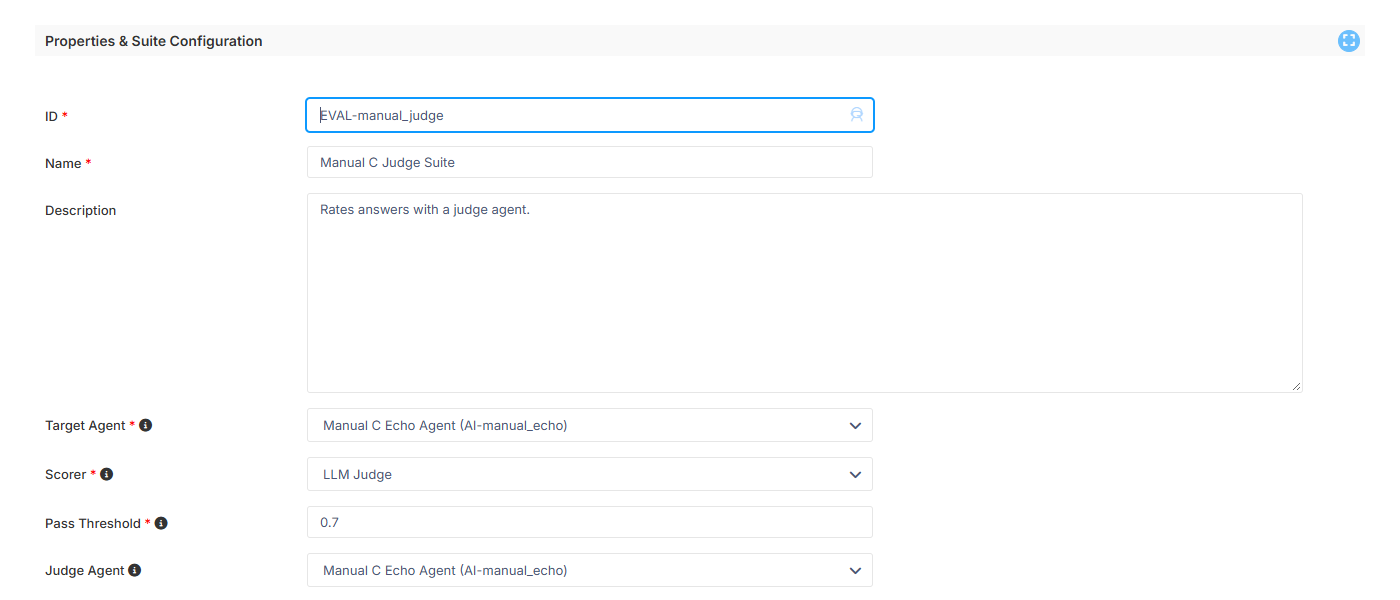 Properties & Suite Configuration
ID *
EVAL-manual_judge
Name *
Manual C Judge Suite
Description
Rates answers with a judge agent.
Target Agent *
Manual C Echo Agent (AI-manual_echo)
Scorer *
LLM Judge
Pass Threshold *
0.7
Judge Agent
Manual C Echo Agent (AI-manual_echo)